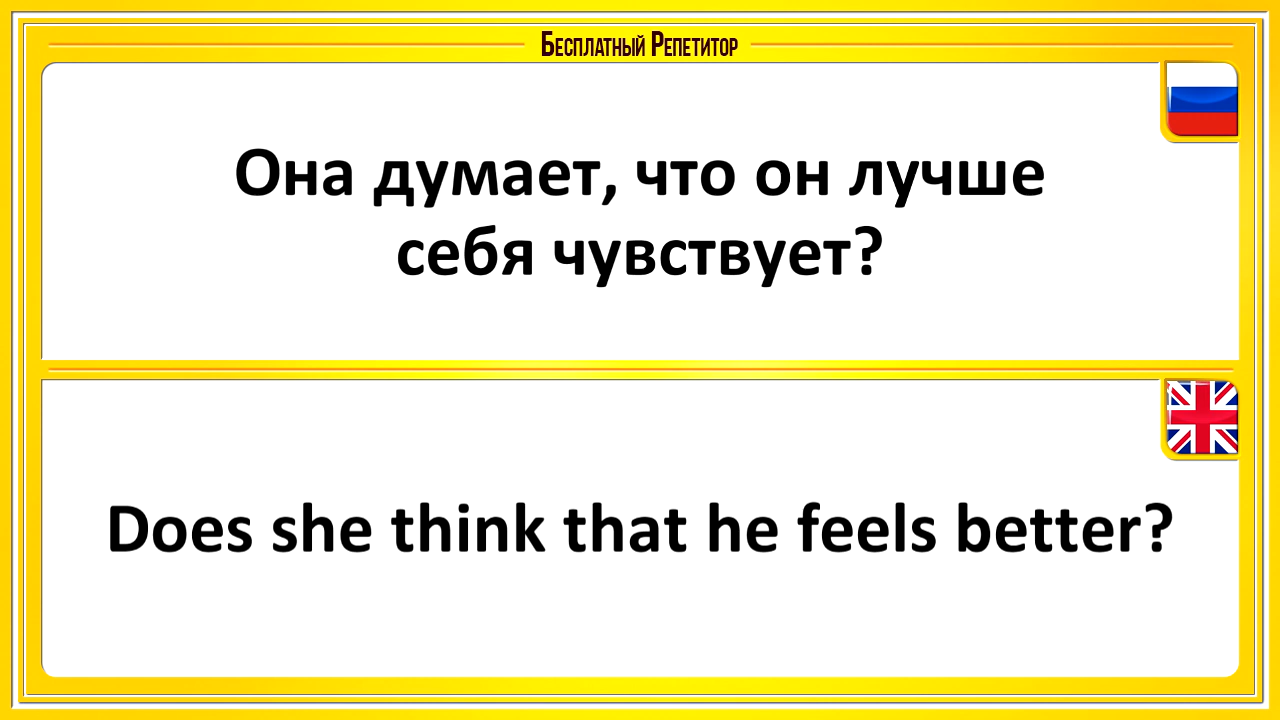 Бесплатный Репетитор
Она думает, что он лучше
себя чувствует?
Does she think that he feels better?